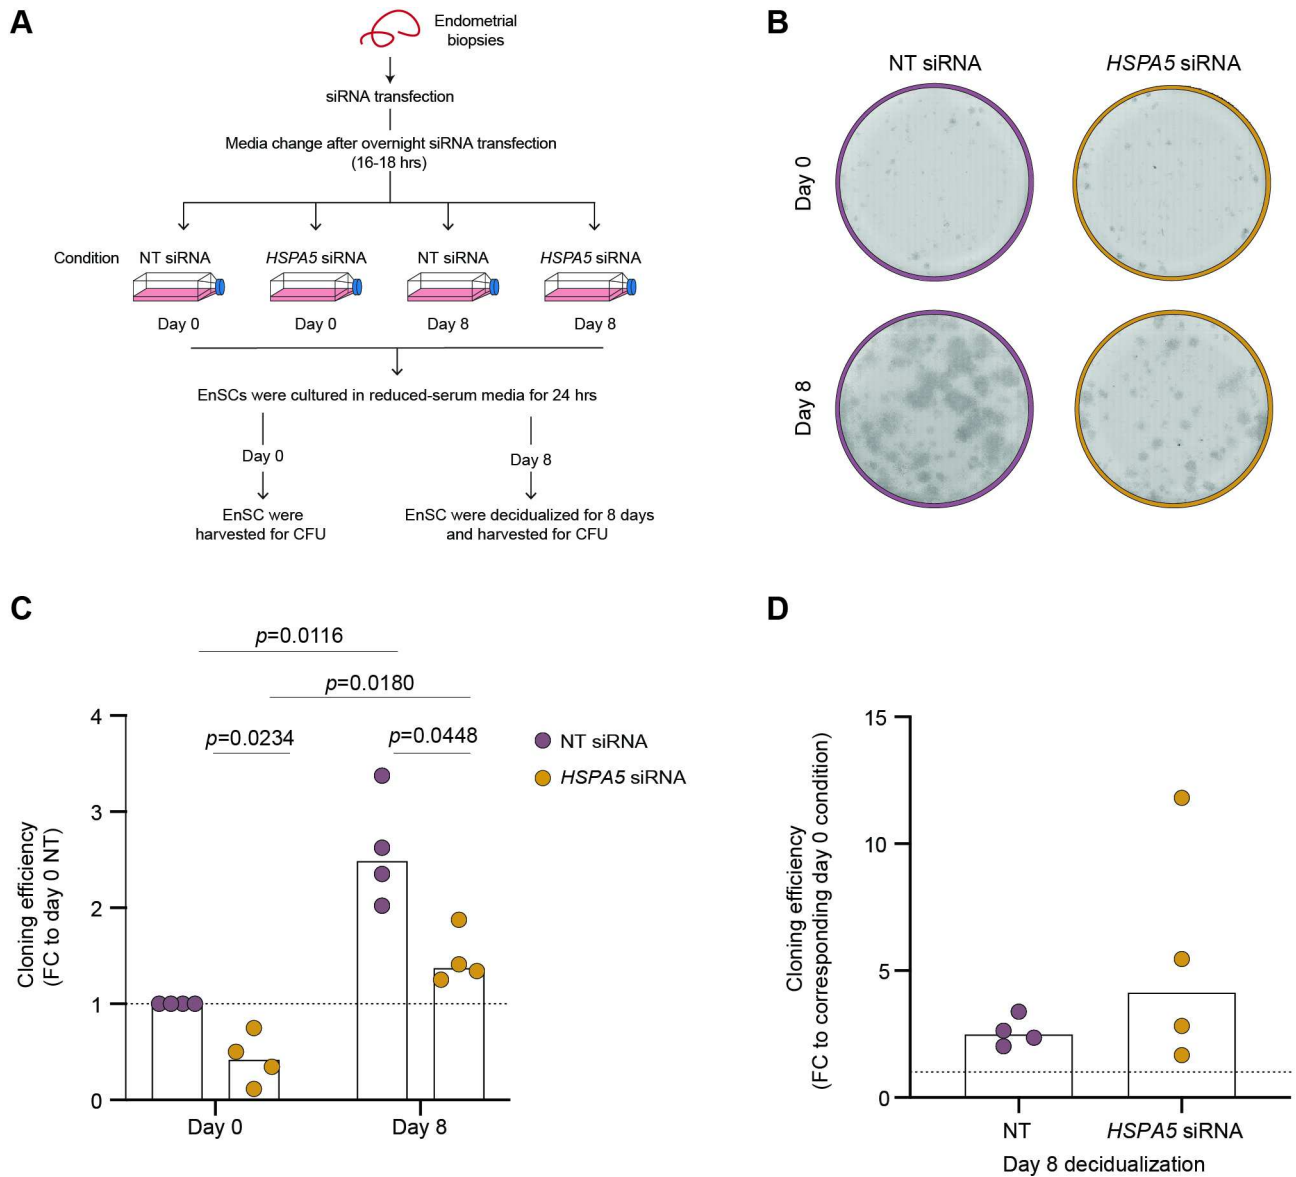 A
Endometrial
biopsies
siRNA transfection
Media change after overnight siRNA transfection
(16-18 hrs)
Condition NT siRNA HSPA5 siRNA NT siRNA HSPA5 siRNA
Day 0 Day 0 Day 8 Day 8
EnSCs were cultured in reduced-serum media for 24 hrs
Day 0 Day 8
EnSC were
harvested for CFU
EnSC were decidualized for 8 days
and harvested for CFU
B
NT siRNA HSPA5 siRNA
Day 0
Day 8
C
p=0.0116
p=0.0180
p=0.0234 p=0.0448
NT siRNA
HSPA5 siRNA
Cloning efficiency
(FC to day 0 NT)
4
3
2
1
0
Day 0 Day 8
D
Cloning efficiency
(FC to corresponding day 0 condition)
15
10
5
0
NT HSPA5 siRNA
Day 8 decidualization